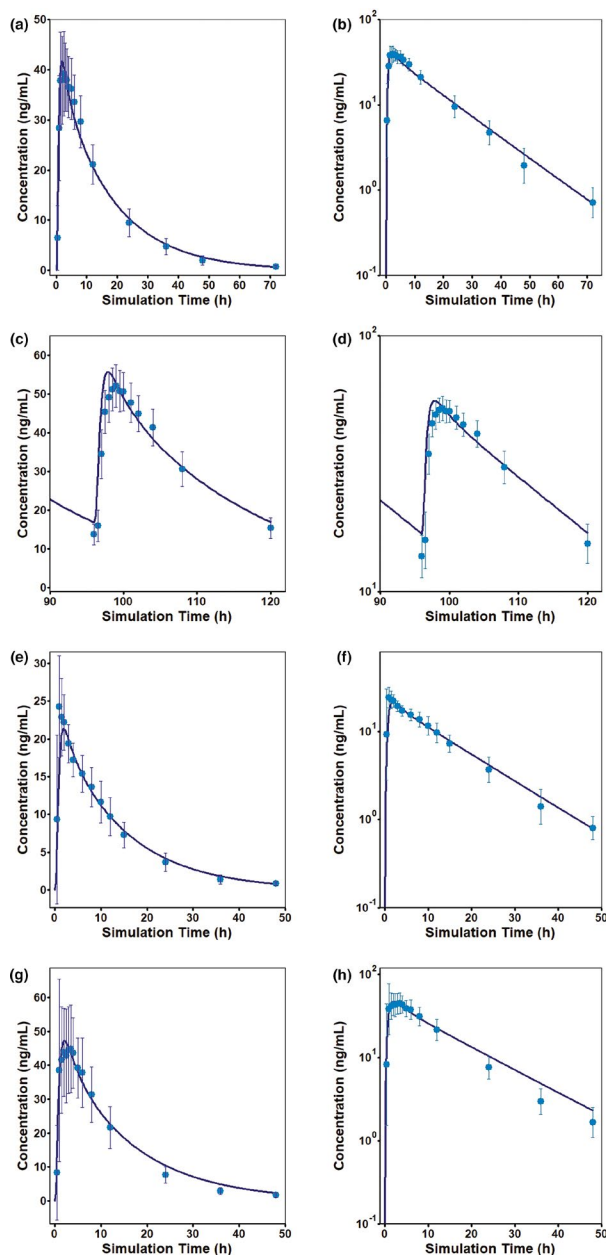 (a)
Concentration (ng/mL)
50
40
30
20
10
0
0 10 20 30 40 50 60 70
Simulation Time (h)
(b)
Concentration (ng/mL)
10²
10¹
10⁰
10⁻¹
0 10 20 30 40 50 60 70
Simulation Time (h)
(c)
Concentration (ng/mL)
60
50
40
30
20
10
0
90 100 110 120
Simulation Time (h)
(d)
Concentration (ng/mL)
10²
10¹
90 100 110 120
Simulation Time (h)
(e)
Concentration (ng/mL)
30
25
20
15
10
5
0
0 10 20 30 40 50
Simulation Time (h)
(f)
Concentration (ng/mL)
10¹
10⁰
10⁻¹
0 10 20 30 40 50
Simulation Time (h)
(g)
Concentration (ng/mL)
60
50
40
30
20
10
0
0 10 20 30 40 50
Simulation Time (h)
(h)
Concentration (ng/mL)
10²
10¹
10⁰
10⁻¹
0 10 20 30 40 50
Simulation Time (h)